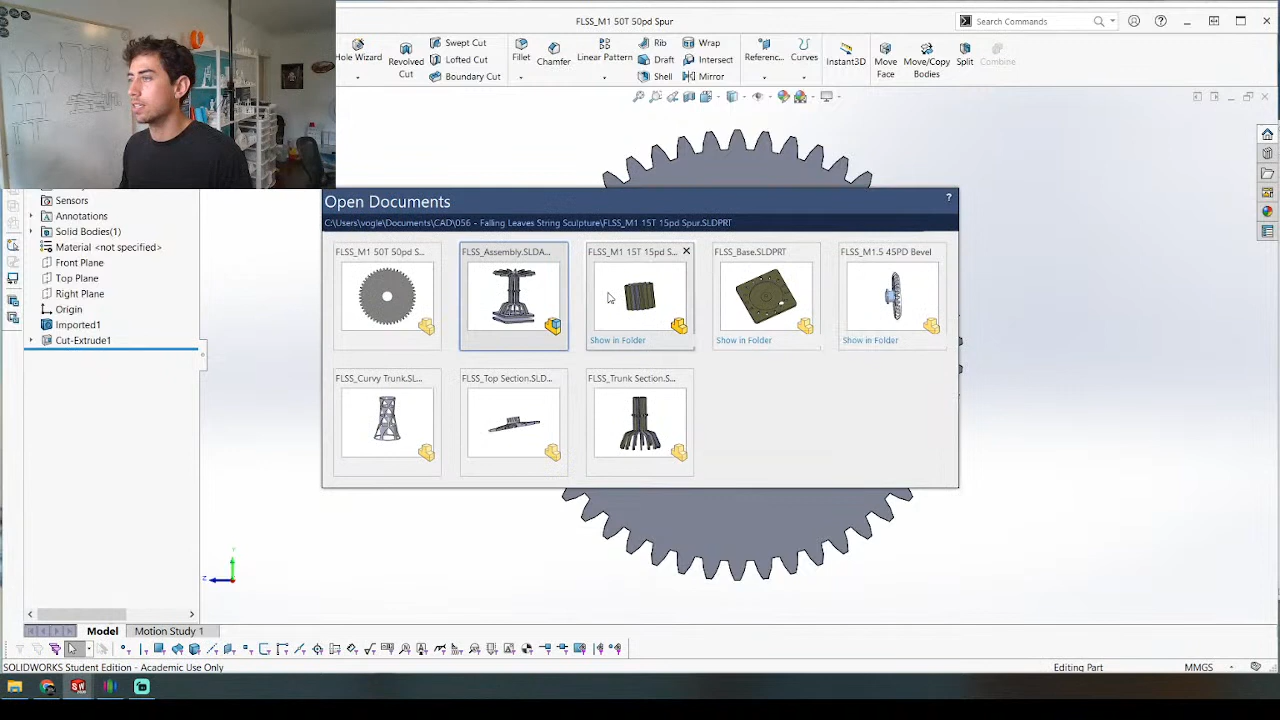 FLSS_M1 50T 50pd Spur
Search Commands
Hole Wizard
Revolved Cut
Swept Cut
Lofted Cut
Boundary Cut
Fillet
Chamfer
Linear Pattern
Rib
Draft
Shell
Wrap
Intersect
Mirror
Referenc...
Curves
Instant3D
Move Face
Move/Copy Bodies
Split
Combine
Sensors
Annotations
Solid Bodies(1)
Material <not specified>
Front Plane
Top Plane
Right Plane
Origin
Imported1
Cut-Extrude1
Open Documents
C:\Users\vogle\Documents\CAD\056 - Falling Leaves String Sculpture\FLSS_M1 15T 15pd Spur.SLDPRT
FLSS_M1 50T 50pd S...
FLSS_Assembly.SLDA...
FLSS_M1 15T 15pd S...
FLSS_Base.SLDPRT
FLSS_M1.5 45PD Bevel
Show in Folder
Show in Folder
Show in Folder
FLSS_Curvy Trunk.SL...
FLSS_Top Section.SLD...
FLSS_Trunk Section.S...
Model
Motion Study 1
SOLIDWORKS Student Edition - Academic Use Only
Editing Part
MMGS